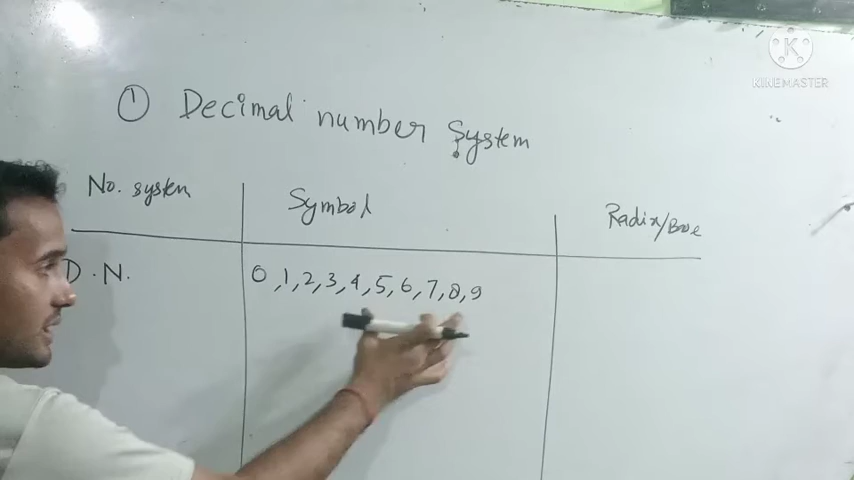 ① Decimal number System
No. system Symbol Radix/Base
D.N. 0,1,2,3,4,5,6,7,8,9
K
KINEMASTER